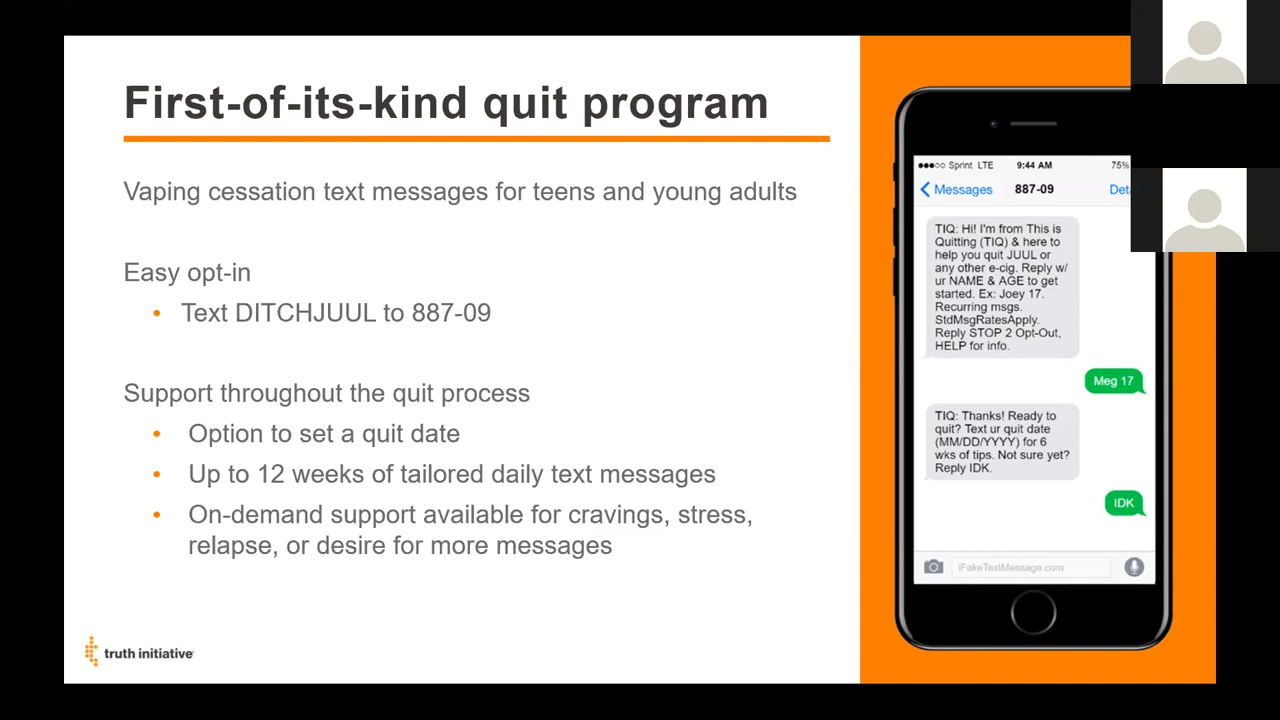 First-of-its-kind quit program
Vaping cessation text messages for teens and young adults
Easy opt-in
• Text DITCHJUUL to 887-09
Support throughout the quit process
• Option to set a quit date
• Up to 12 weeks of tailored daily text messages
• On-demand support available for cravings, stress,
relapse, or desire for more messages
truth initiative
Sprint LTE 9:44 AM 75%
Messages 887-09
TIQ: Hi! I'm from This is
Quitting (TIQ) & here to
help you quit JUUL or
any other e-cig. Reply w/
ur NAME & AGE to get
started. Ex: Joey 17.
Recurring msgs.
StdMsgRatesApply.
Reply STOP 2 Opt-Out,
HELP for info.
Meg 17
TIQ: Thanks! Ready to
quit? Text ur quit date
(MM/DD/YYYY) for 6
wks of tips. Not sure yet?
Reply IDK.
IDK
iFakeTextMessage.com